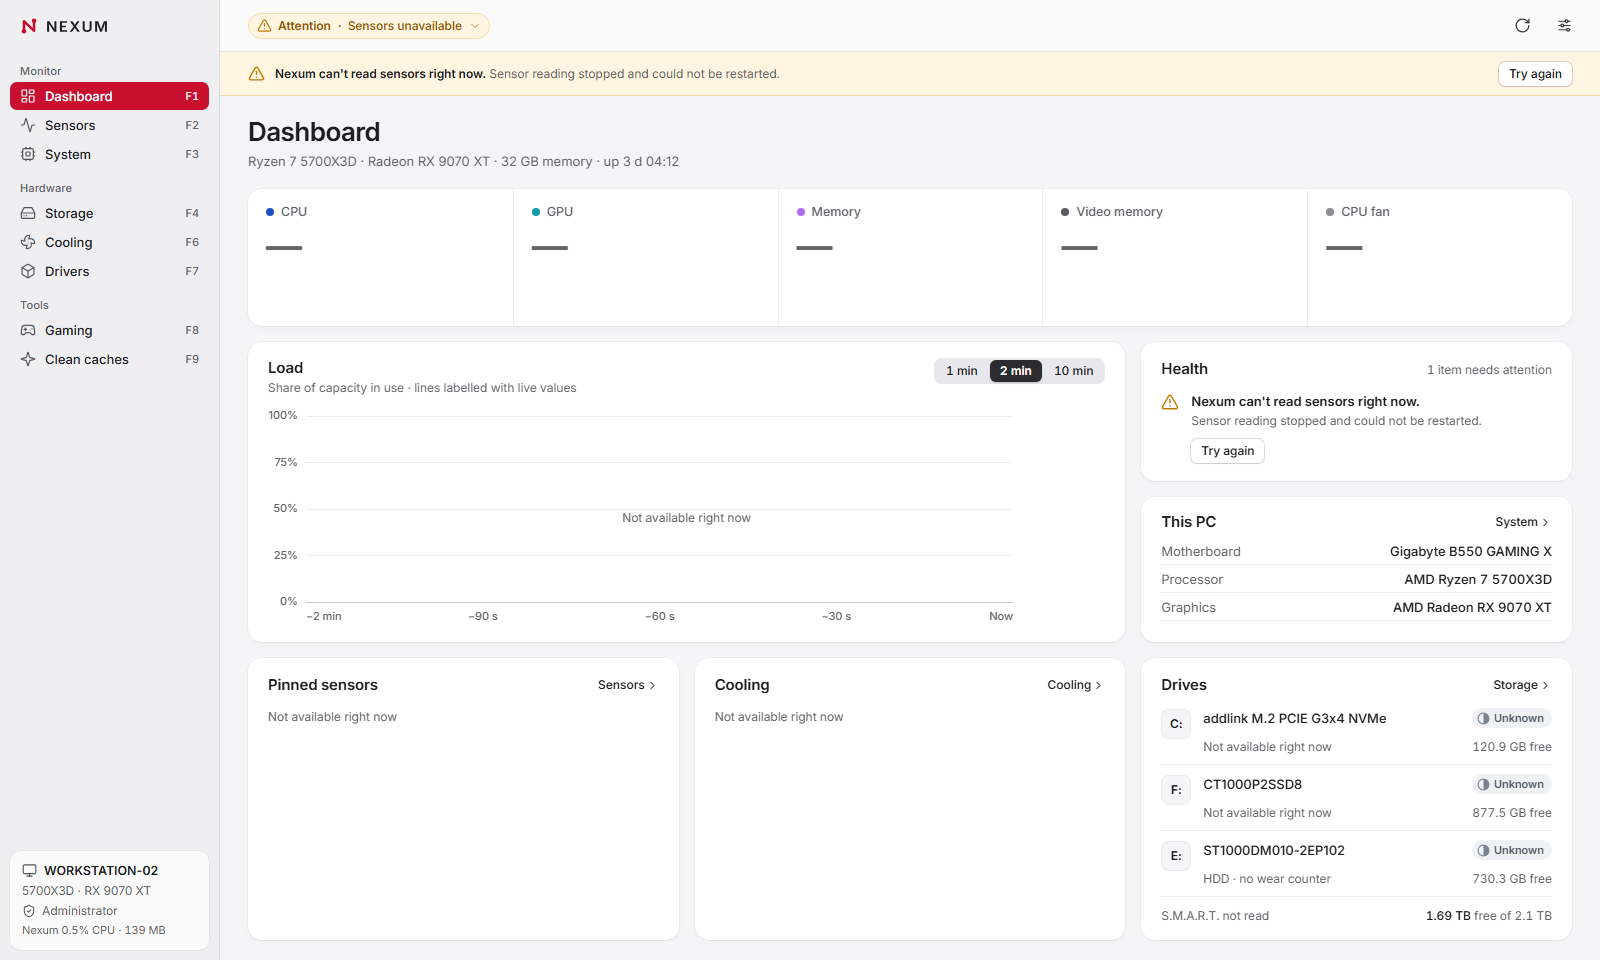 NEXUM
Attention · Sensors unavailable
Monitor
Dashboard F1
Sensors F2
System F3
Hardware
Storage F4
Cooling F6
Drivers F7
Tools
Gaming F8
Clean caches F9
WORKSTATION-02
5700X3D · RX 9070 XT
Administrator
Nexum 0.5% CPU · 139 MB
Nexum can't read sensors right now. Sensor reading stopped and could not be restarted.
Try again
Dashboard
Ryzen 7 5700X3D · Radeon RX 9070 XT · 32 GB memory · up 3 d 04:12
CPU
GPU
Memory
Video memory
CPU fan
Load
Share of capacity in use · lines labelled with live values
1 min 2 min 10 min
100%
75%
50%
25%
0%
Not available right now
−2 min −90 s −60 s −30 s Now
Health 1 item needs attention
Nexum can't read sensors right now.
Sensor reading stopped and could not be restarted.
Try again
This PC System
Motherboard Gigabyte B550 GAMING X
Processor AMD Ryzen 7 5700X3D
Graphics AMD Radeon RX 9070 XT
Pinned sensors Sensors
Not available right now
Cooling Cooling
Not available right now
Drives Storage
C: addlink M.2 PCIE G3x4 NVMe Unknown
Not available right now 120.9 GB free
F: CT1000P2SSD8 Unknown
Not available right now 877.5 GB free
E: ST1000DM010-2EP102 Unknown
HDD · no wear counter 730.3 GB free
S.M.A.R.T. not read 1.69 TB free of 2.1 TB